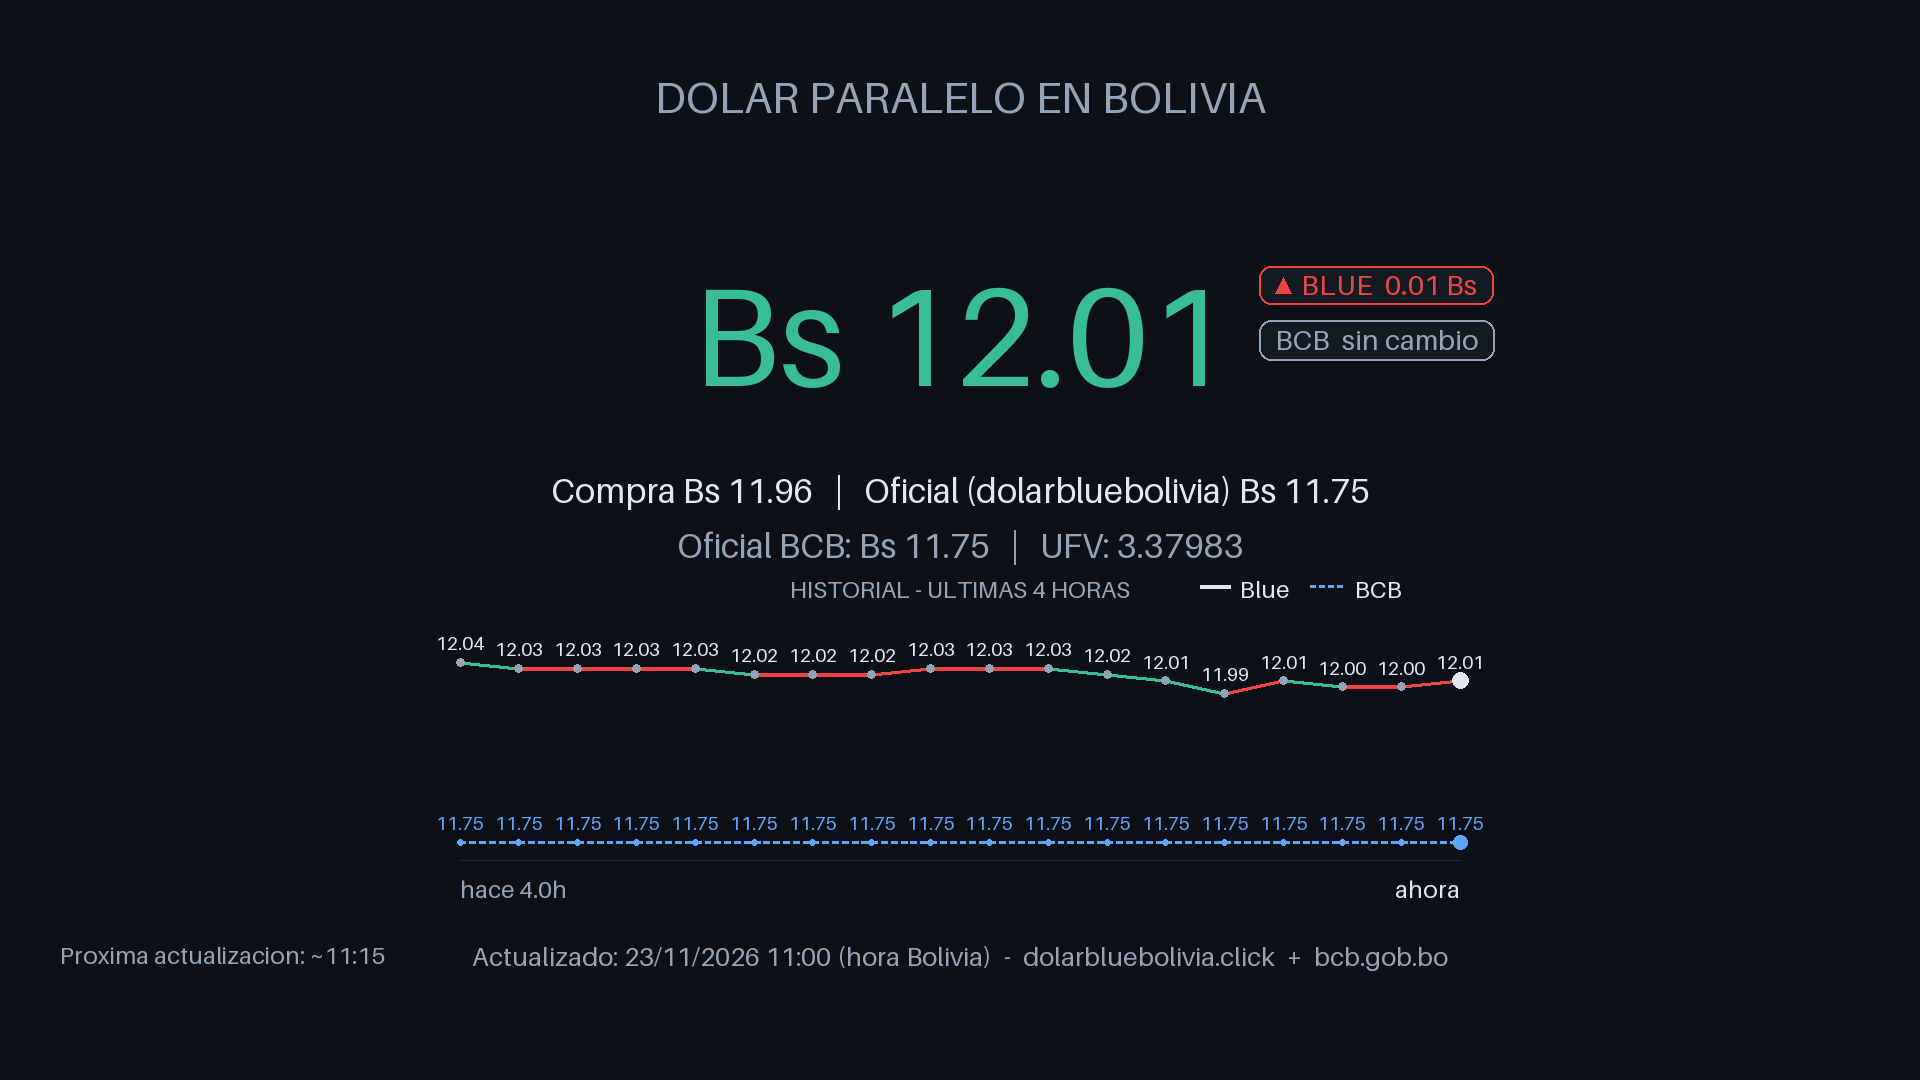 DOLAR PARALELO EN BOLIVIA
Bs 12.01
▲ BLUE 0.01 Bs
BCB sin cambio
Compra Bs 11.96 | Oficial (dolarbluebolivia) Bs 11.75
Oficial BCB: Bs 11.75 | UFV: 3.37983
HISTORIAL - ULTIMAS 4 HORAS
Blue
BCB
12.04 12.03 12.03 12.03 12.03 12.02 12.02 12.02 12.03 12.03 12.03 12.02 12.01 11.99 12.01 12.00 12.00 12.01
11.75 11.75 11.75 11.75 11.75 11.75 11.75 11.75 11.75 11.75 11.75 11.75 11.75 11.75 11.75 11.75 11.75 11.75
hace 4.0h
ahora
Proxima actualizacion: ~11:15
Actualizado: 23/11/2026 11:00 (hora Bolivia) - dolarbluebolivia.click + bcb.gob.bo